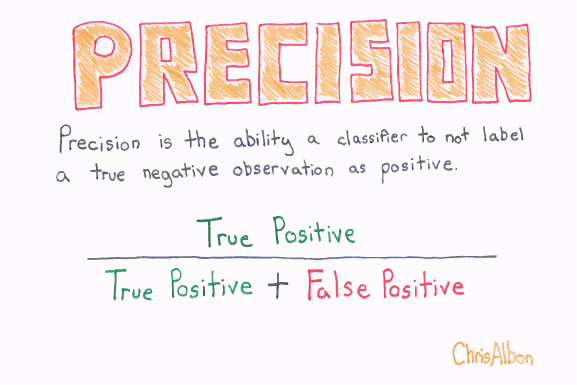 PRECISION
Precision is the ability a classifier to not label
a true negative observation as positive.
True Positive
True Positive + False Positive
ChrisAlbon